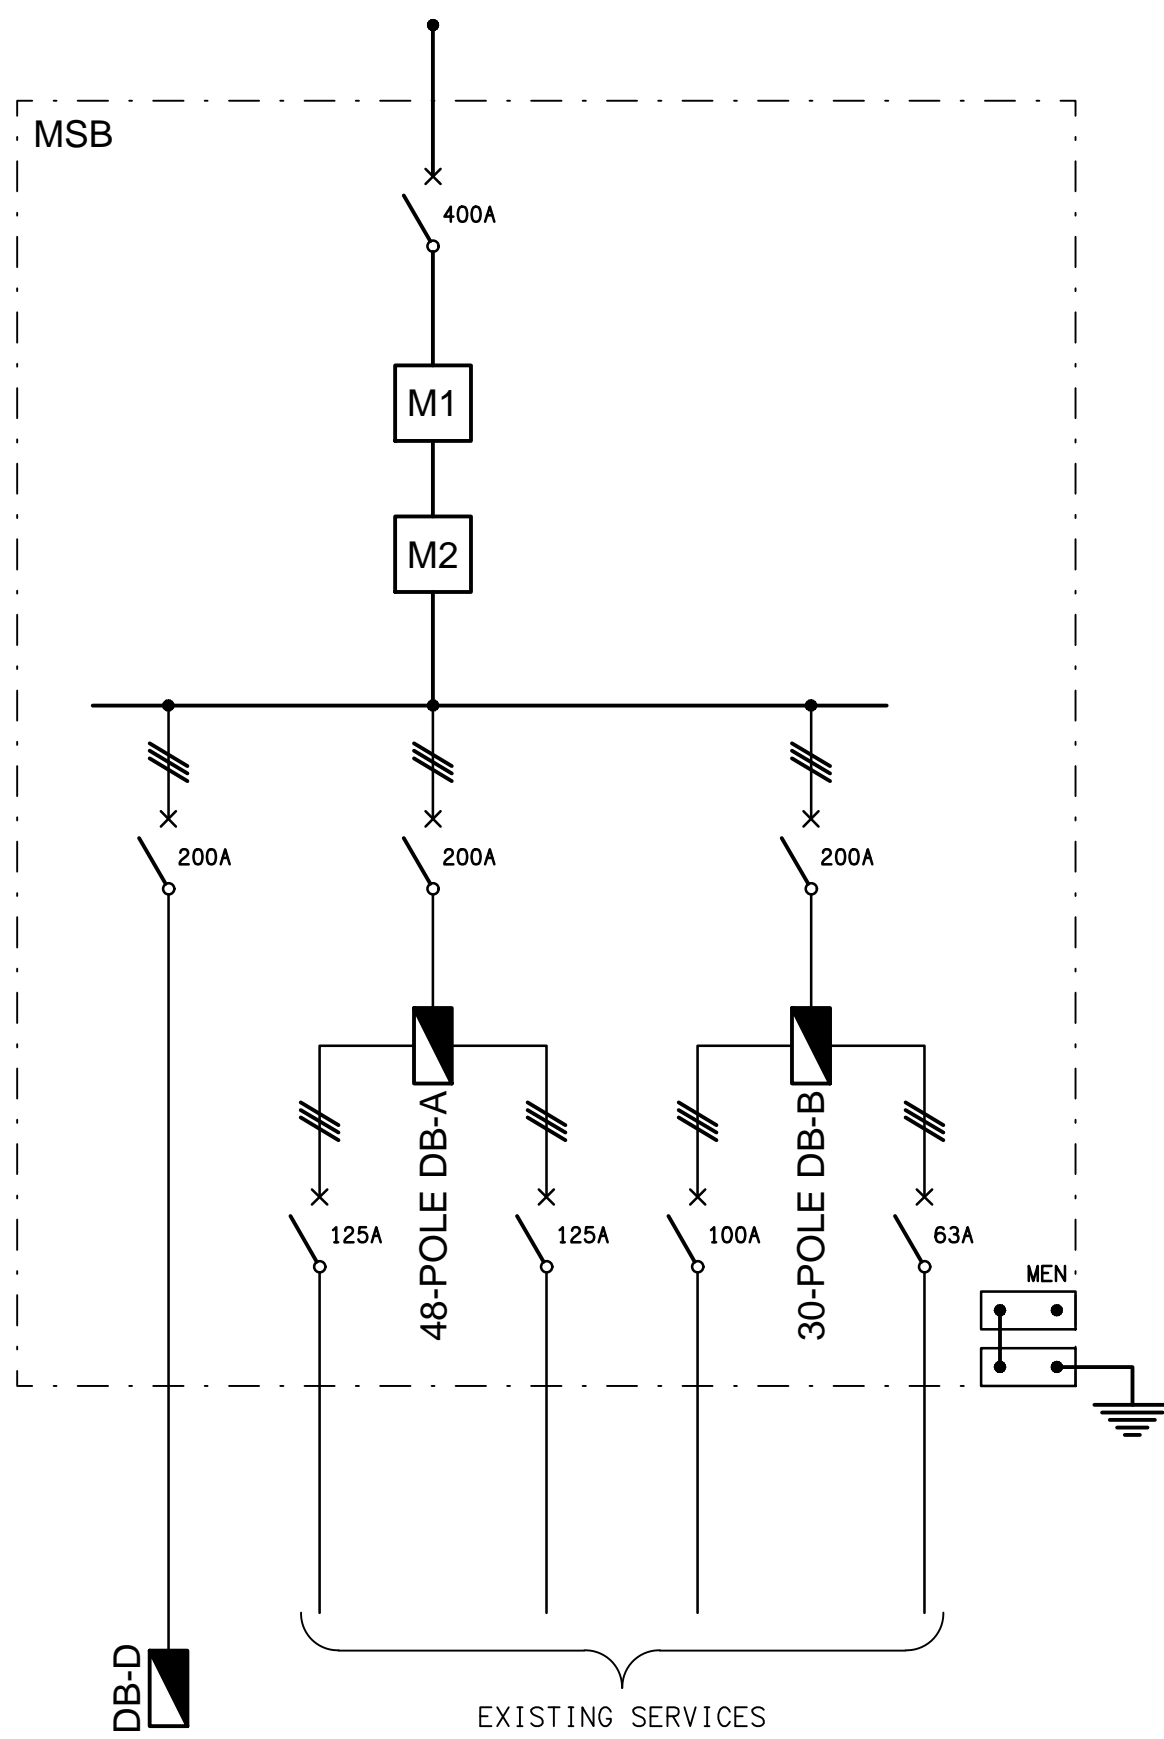 MSB
400A
M1
M2
200A
200A
200A
48-POLE DB-A
30-POLE DB-B
125A
125A
100A
63A
MEN
DB-D
EXISTING SERVICES